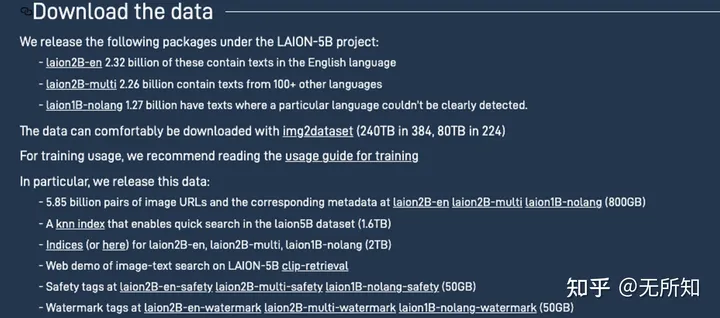 Download the data
We release the following packages under the LAION-5B project:
- laion2B-en 2.32 billion of these contain texts in the English language
- laion2B-multi 2.26 billion contain texts from 100+ other languages
- laion1B-nolang 1.27 billion have texts where a particular language couldn't be clearly detected.
The data can comfortably be downloaded with img2dataset (240TB in 384, 80TB in 224)
For training usage, we recommend reading the usage guide for training
In particular, we release this data:
- 5.85 billion pairs of image URLs and the corresponding metadata at laion2B-en laion2B-multi laion1B-nolang (800GB)
- A knn index that enables quick search in the laion5B dataset (1.6TB)
- Indices (or here) for laion2B-en, laion2B-multi, laion1B-nolang (2TB)
- Web demo of image-text search on LAION-5B clip-retrieval
- Safety tags at laion2B-en-safety laion2B-multi-safety laion1B-nolang-safety (50GB)
- Watermark tags at laion2B-en-watermark laion2B-multi-watermark laion1B-nolang-watermark (50GB)
知乎 @无所知